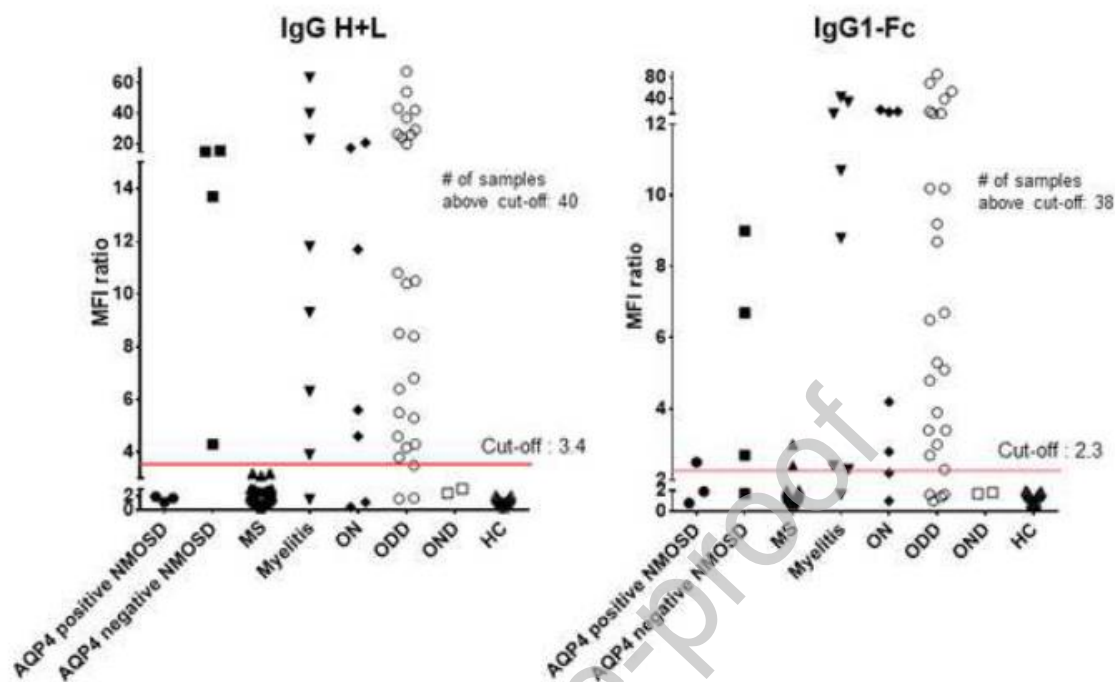 IgG H+L
60
40
20
14
12
10
8
6
4
2
0
MFI ratio
# of samples
above cut-off: 40
Cut-off : 3.4
AQP4 positive NMOSD
AQP4 negative NMOSD
MS
Myelitis
ON
ODD
OND
HC
IgG1-Fc
80
40
12
10
8
6
4
2
2
0
MFI ratio
# of samples
above cut-off: 38
Cut-off : 2.3
AQP4 positive NMOSD
AQP4 negative NMOSD
MS
Myelitis
ON
ODD
OND
HC
-proof